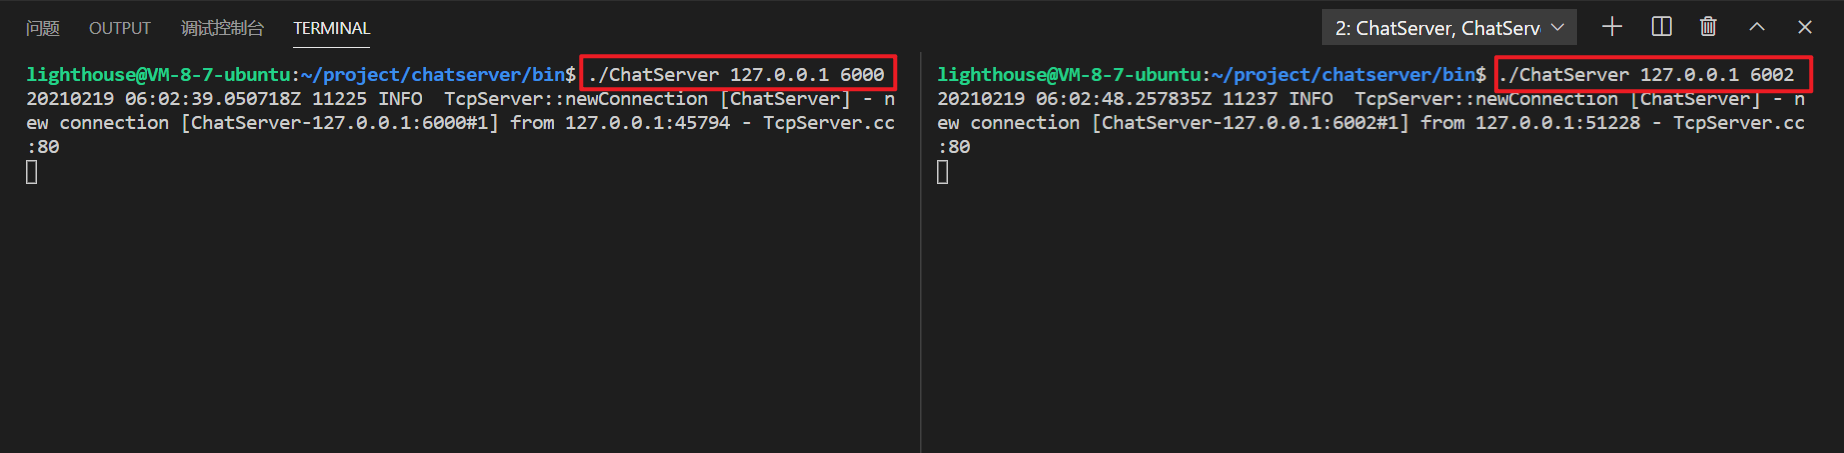 问题 OUTPUT 调试控制台 TERMINAL
2: ChatServer, ChatServ
lighthouse@VM-8-7-ubuntu:~/project/chatserver/bin$ ./ChatServer 127.0.0.1 6000
20210219 06:02:39.050718Z 11225 INFO  TcpServer::newConnection [ChatServer] - n
ew connection [ChatServer-127.0.0.1:6000#1] from 127.0.0.1:45794 - TcpServer.cc
:80
lighthouse@VM-8-7-ubuntu:~/project/chatserver/bin$ ./ChatServer 127.0.0.1 6002
20210219 06:02:48.257835Z 11237 INFO  TcpServer::newConnection [ChatServer] - n
ew connection [ChatServer-127.0.0.1:6002#1] from 127.0.0.1:51228 - TcpServer.cc
:80